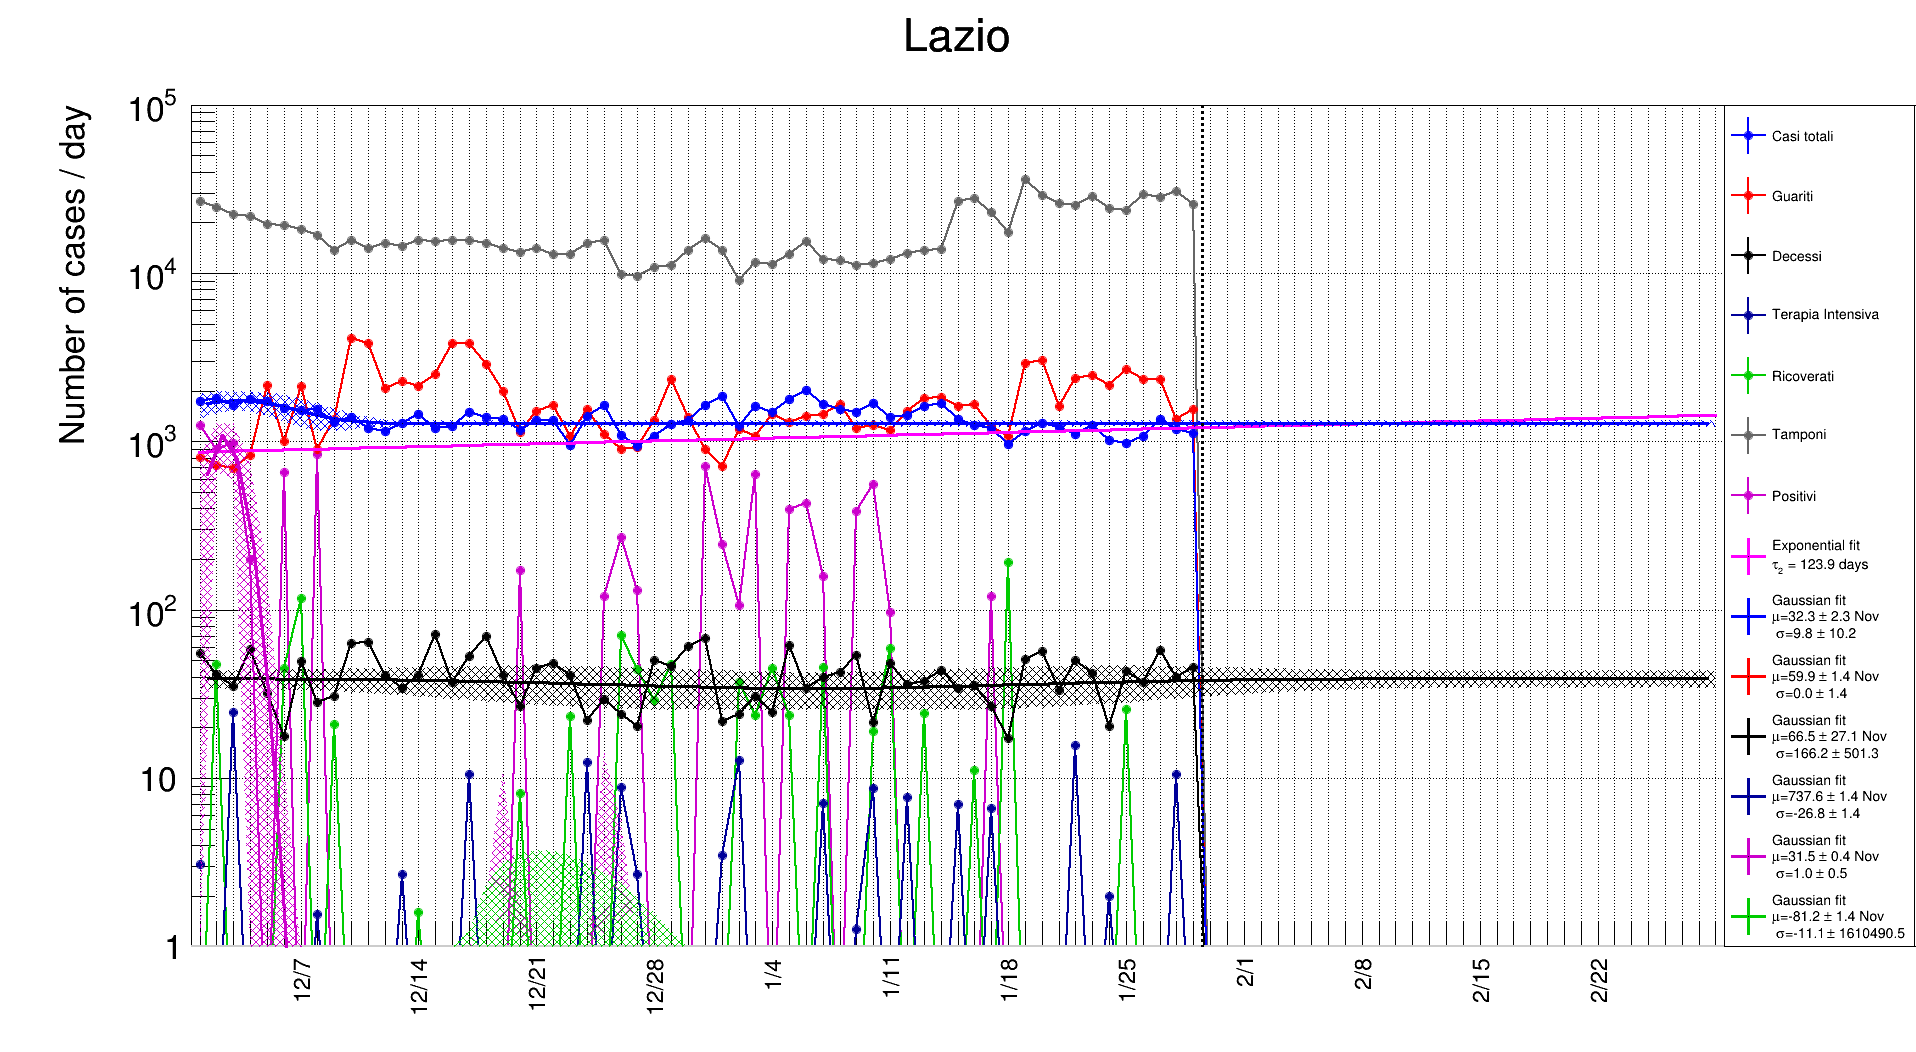 Lazio
Number of cases / day
10^5
10^4
10^3
10^2
10
1
12/7
12/14
12/21
12/28
1/4
1/11
1/18
1/25
2/1
2/8
2/15
2/22
Casi totali
Guariti
Decessi
Terapia Intensiva
Ricoverati
Tamponi
Positivi
Exponential fit
τ₂ = 123.9 days
Gaussian fit
μ=32.3 ± 2.3 Nov
σ=9.8 ± 10.2
Gaussian fit
μ=59.9 ± 1.4 Nov
σ=0.0 ± 1.4
Gaussian fit
μ=66.5 ± 27.1 Nov
σ=166.2 ± 501.3
Gaussian fit
μ=737.6 ± 1.4 Nov
σ=-26.8 ± 1.4
Gaussian fit
μ=31.5 ± 0.4 Nov
σ=1.0 ± 0.5
Gaussian fit
μ=-81.2 ± 1.4 Nov
σ=-11.1 ± 1610490.5